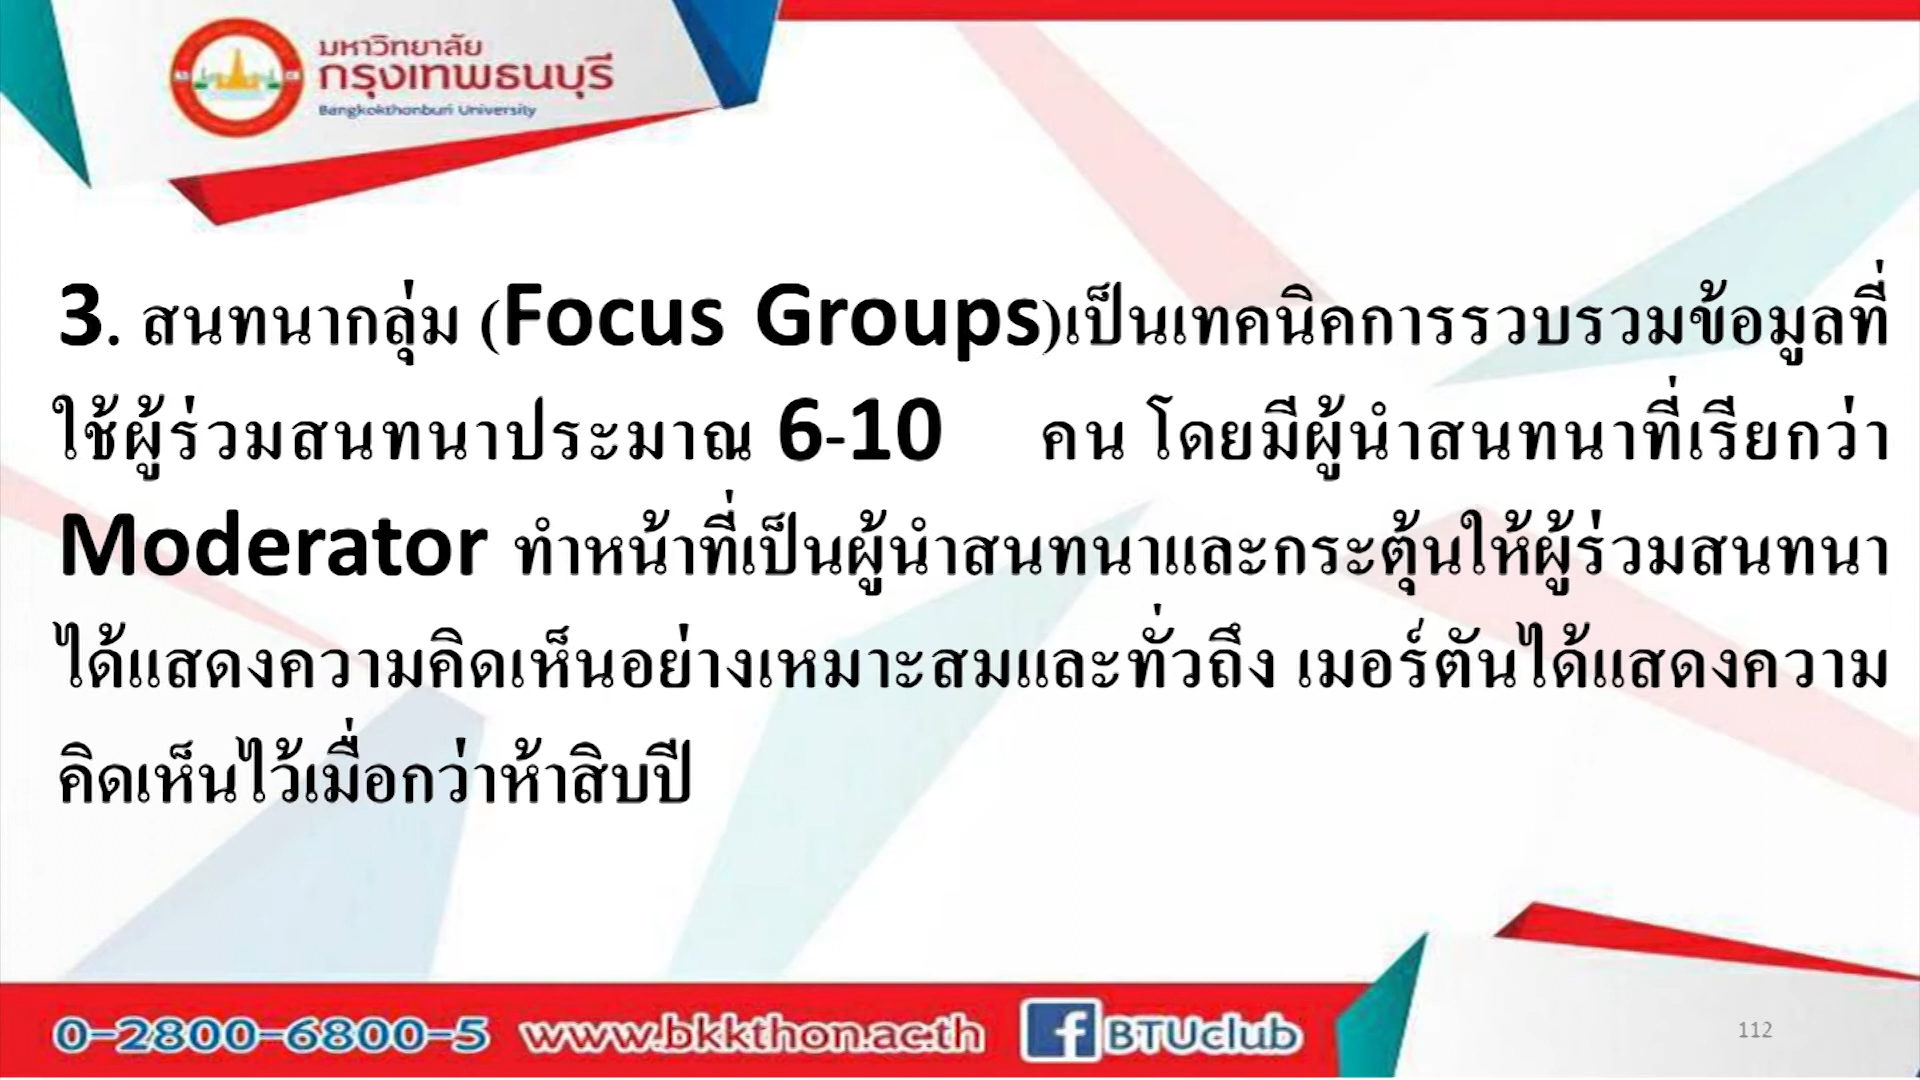 มหาวิทยาลัย
กรุงเทพธนบุรี
Bangkokthonburi University
3. สนทนากลุ่ม (Focus Groups)เป็นเทคนิคการรวบรวมข้อมูลที่
ใช้ผู้ร่วมสนทนาประมาณ 6-10 คน โดยมีผู้นำสนทนาที่เรียกว่า
Moderator ทำหน้าที่เป็นผู้นำสนทนาและกระตุ้นให้ผู้ร่วมสนทนา
ได้แสดงความคิดเห็นอย่างเหมาะสมและทั่วถึง เมอร์ตันได้แสดงความ
คิดเห็นไว้เมื่อกว่าห้าสิบปี
0-2800-6800-5 www.bkkthon.ac.th f BTUclub
112